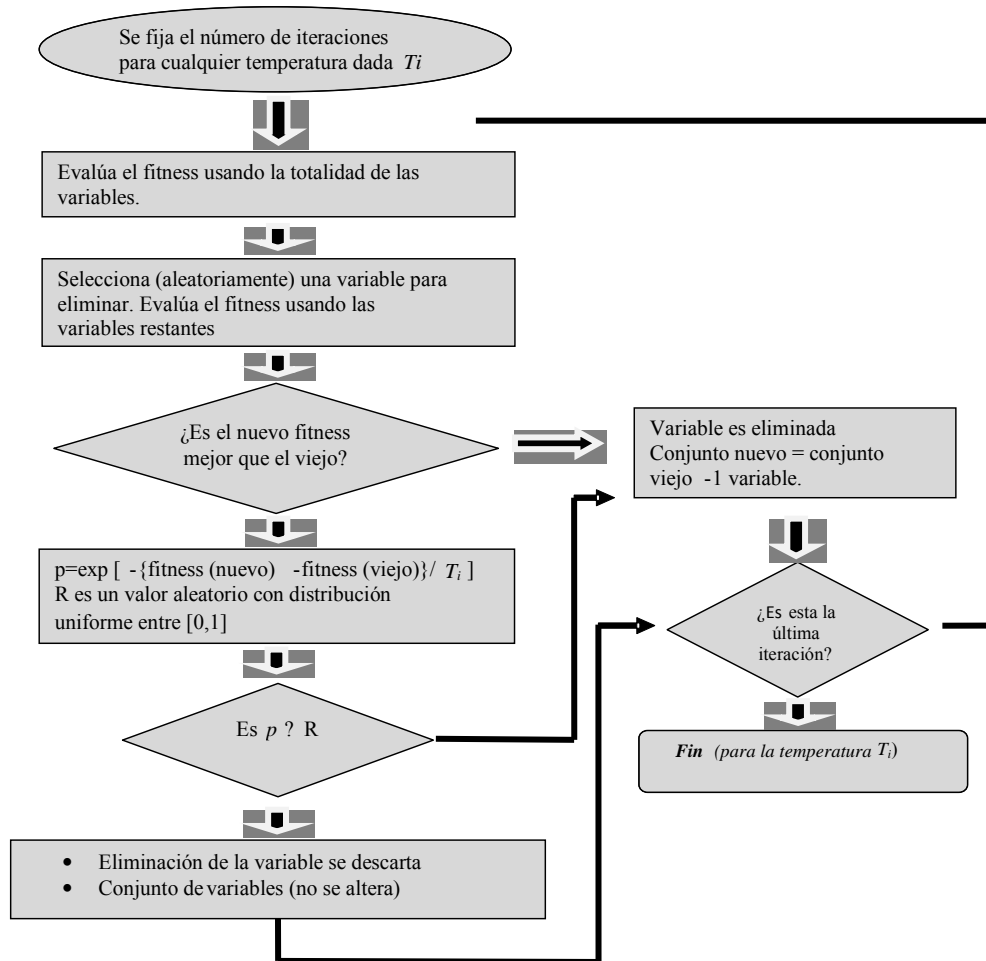 Se fija el número de iteraciones
para cualquier temperatura dada Ti
Evalúa el fitness usando la totalidad de las
variables.
Selecciona (aleatoriamente) una variable para
eliminar. Evalúa el fitness usando las
variables restantes
¿Es el nuevo fitness
mejor que el viejo?
Variable es eliminada
Conjunto nuevo = conjunto
viejo -1 variable.
p=exp [ -{fitness (nuevo) -fitness (viejo)}/ Ti ]
R es un valor aleatorio con distribución
uniforme entre [0,1]
¿Es esta la
última
iteración?
Es p ? R
Fin (para la temperatura Ti)
• Eliminación de la variable se descarta
• Conjunto de variables (no se altera)